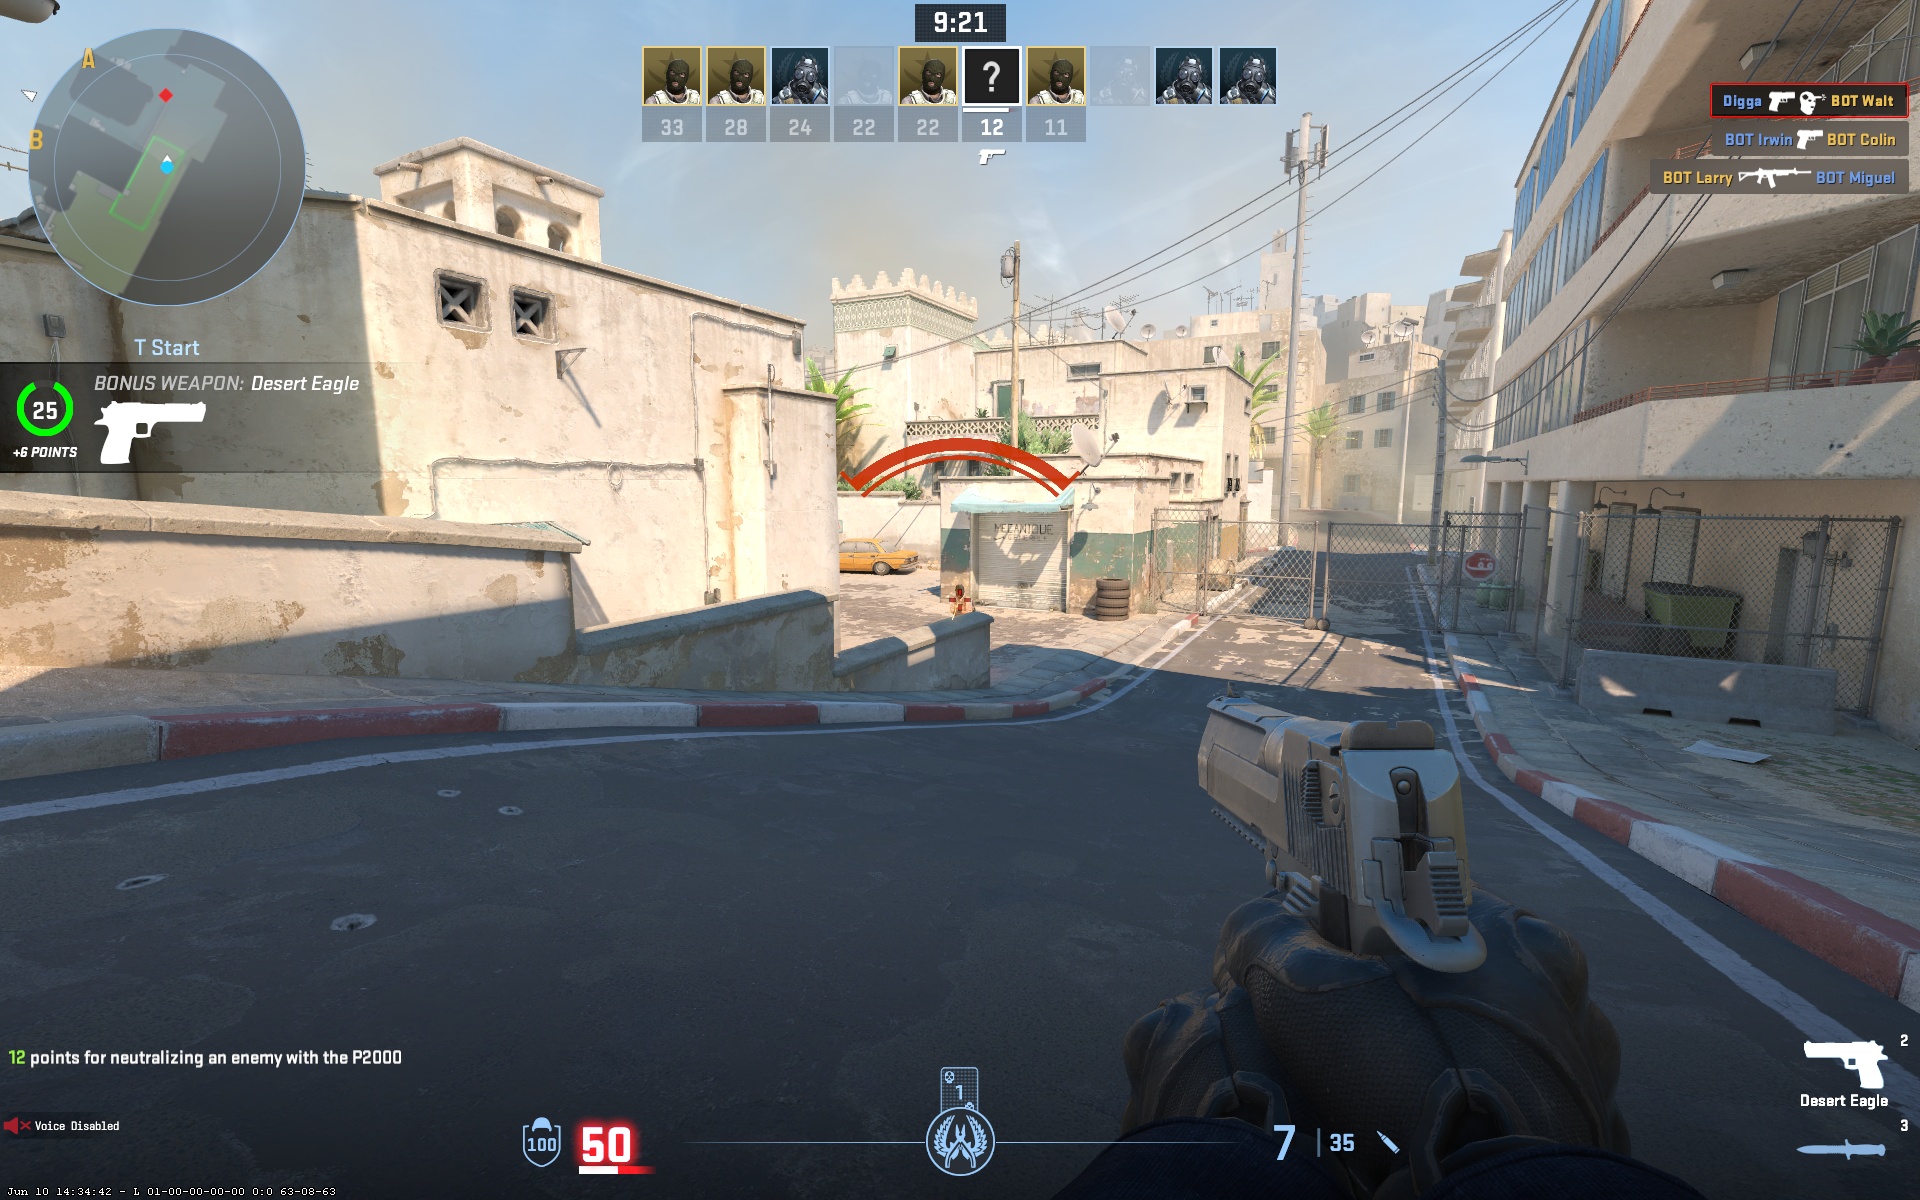 9:21
?
33 28 24 22 22 12 11
Digga BOT Walt
BOT Irwin BOT Colin
BOT Larry BOT Miguel
A
B
T Start
BONUS WEAPON: Desert Eagle
25
+6 POINTS
12 points for neutralizing an enemy with the P2000
Voice Disabled
100
50
1
7 | 35
2
Desert Eagle
3
Jun 10 14:34:42 - L 01-00-00-00-00 0:0 63-08-63